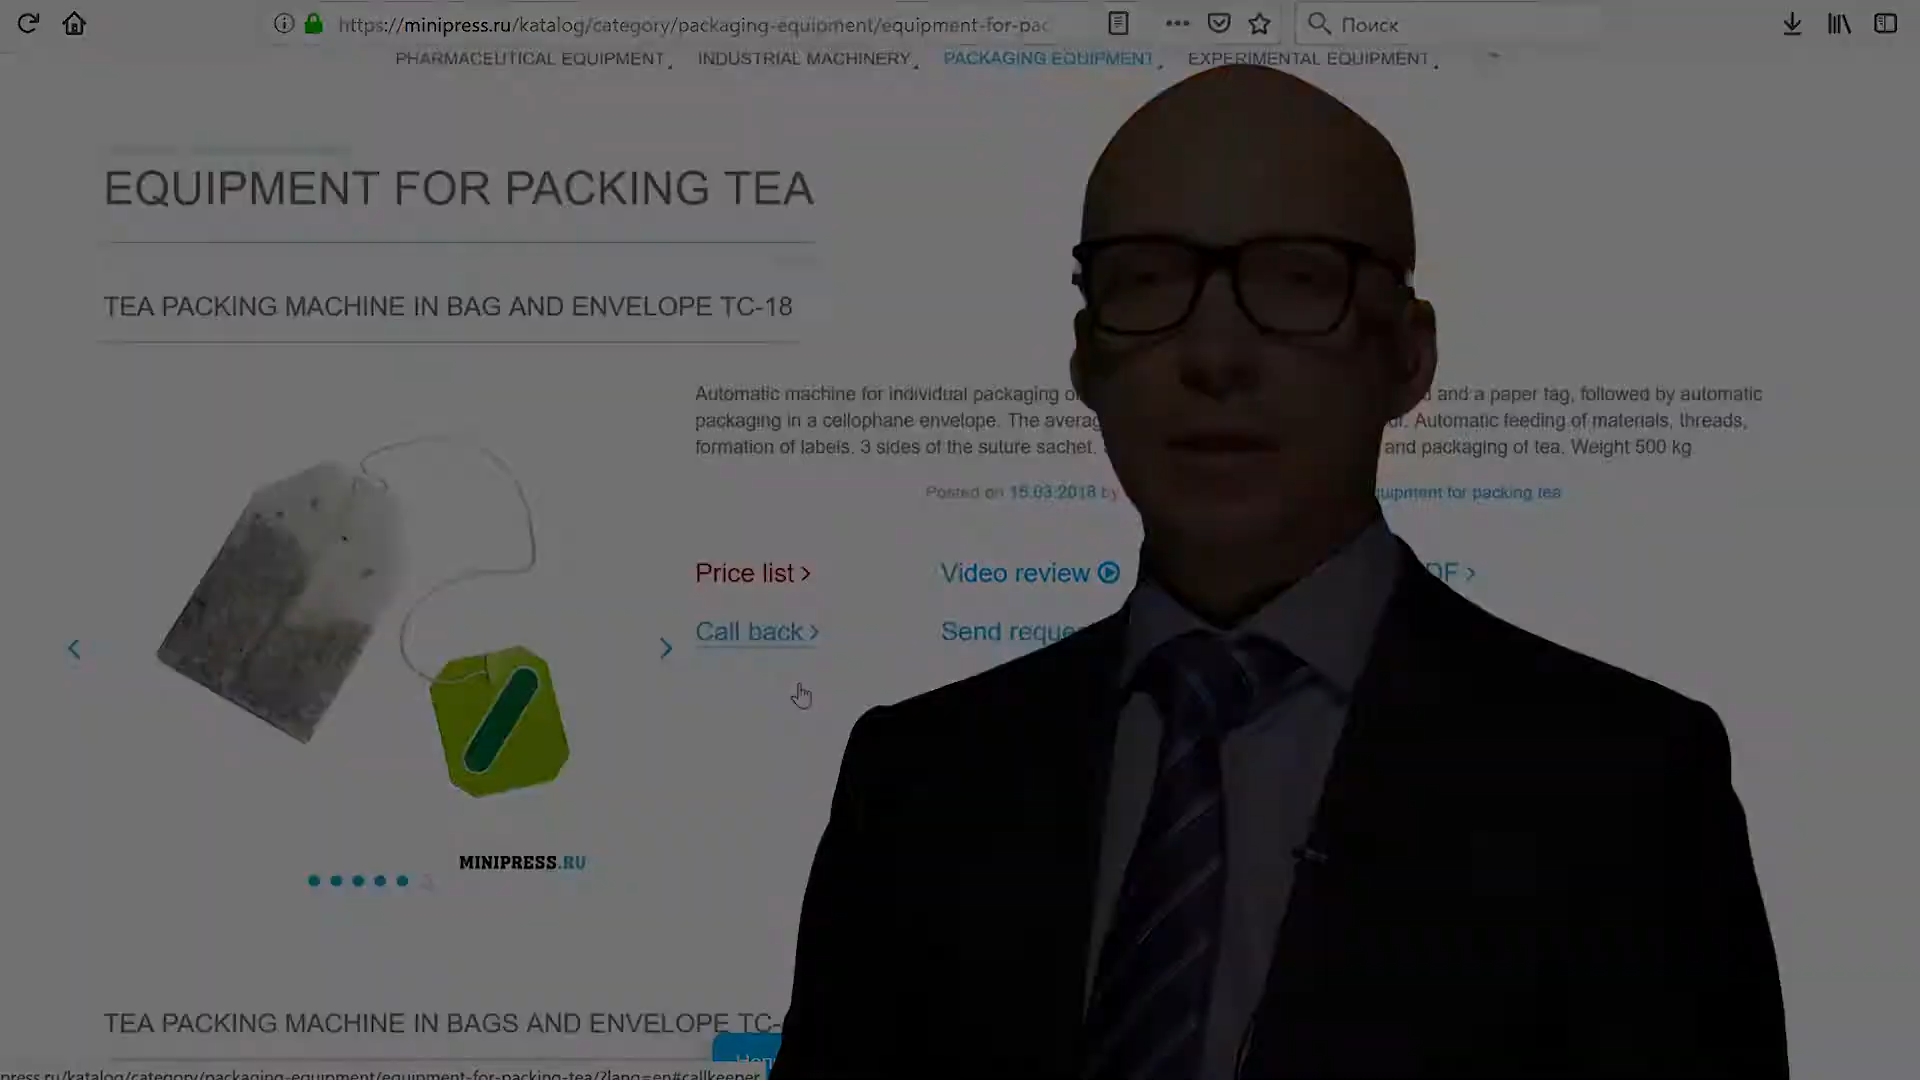 https://minipress.ru/katalog/category/packaging-equipment/equipment-for-pac
Поиск
PHARMACEUTICAL EQUIPMENT
INDUSTRIAL MACHINERY
PACKAGING EQUIPMENT
EXPERIMENTAL EQUIPMENT
EQUIPMENT FOR PACKING TEA
TEA PACKING MACHINE IN BAG AND ENVELOPE TC-18
Automatic machine for individual packaging and a paper tag, followed by automatic
packaging in a cellophane envelope. The Automatic feeding of materials, threads,
formation of labels. 3 sides of the suture sachet. and packaging of tea. Weight 500 kg
Posted on 15.03.2018 by for packing tea
Price list >
Video review
Call back >
Send
MINIPRESS.RU
TEA PACKING MACHINE IN BAGS AND ENVELOPE TC-
press.ru/katalog/category/packaging-equipment/equipment-for-packing-tea/?lang=en#callkeeper